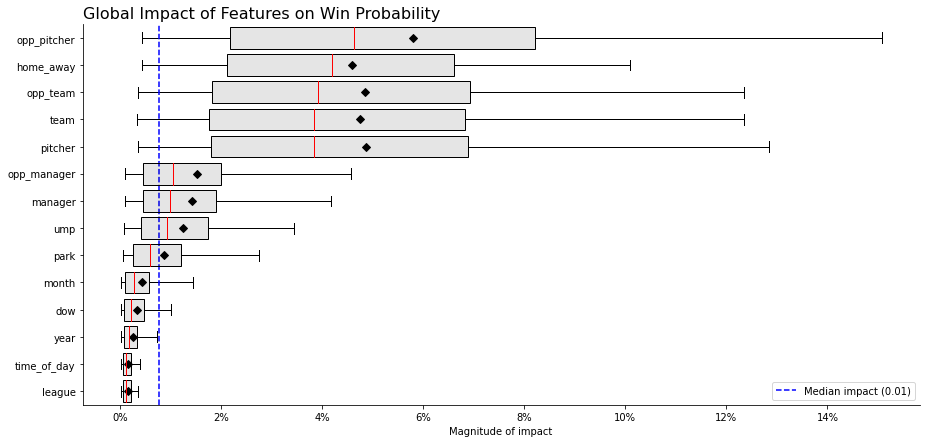 Global Impact of Features on Win Probability
opp_pitcher
home_away
opp_team
team
pitcher
opp_manager
manager
ump
park
month
dow
year
time_of_day
league
Median impact (0.01)
0% 2% 4% 6% 8% 10% 12% 14%
Magnitude of impact